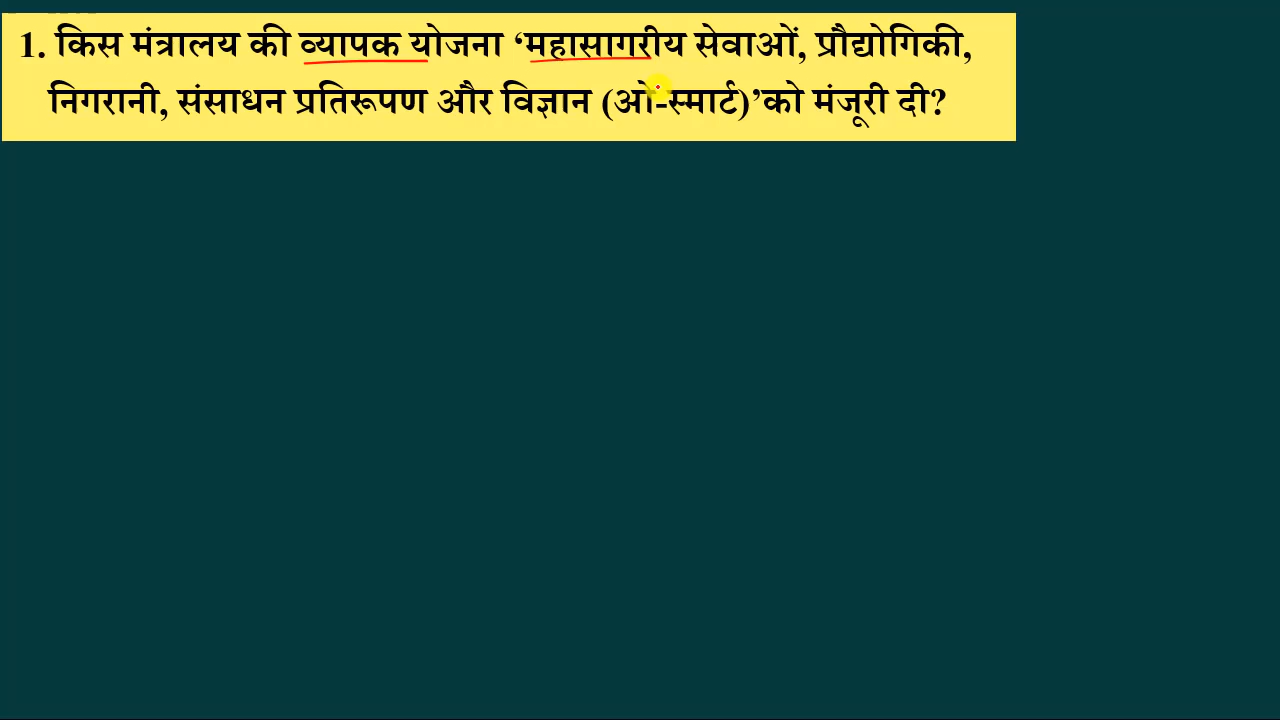 1. किस मंत्रालय की व्यापक योजना ‘महासागरीय सेवाओं, प्रौद्योगिकी,
निगरानी, संसाधन प्रतिरूपण और विज्ञान (ओ-स्मार्ट)’को मंजूरी दी?